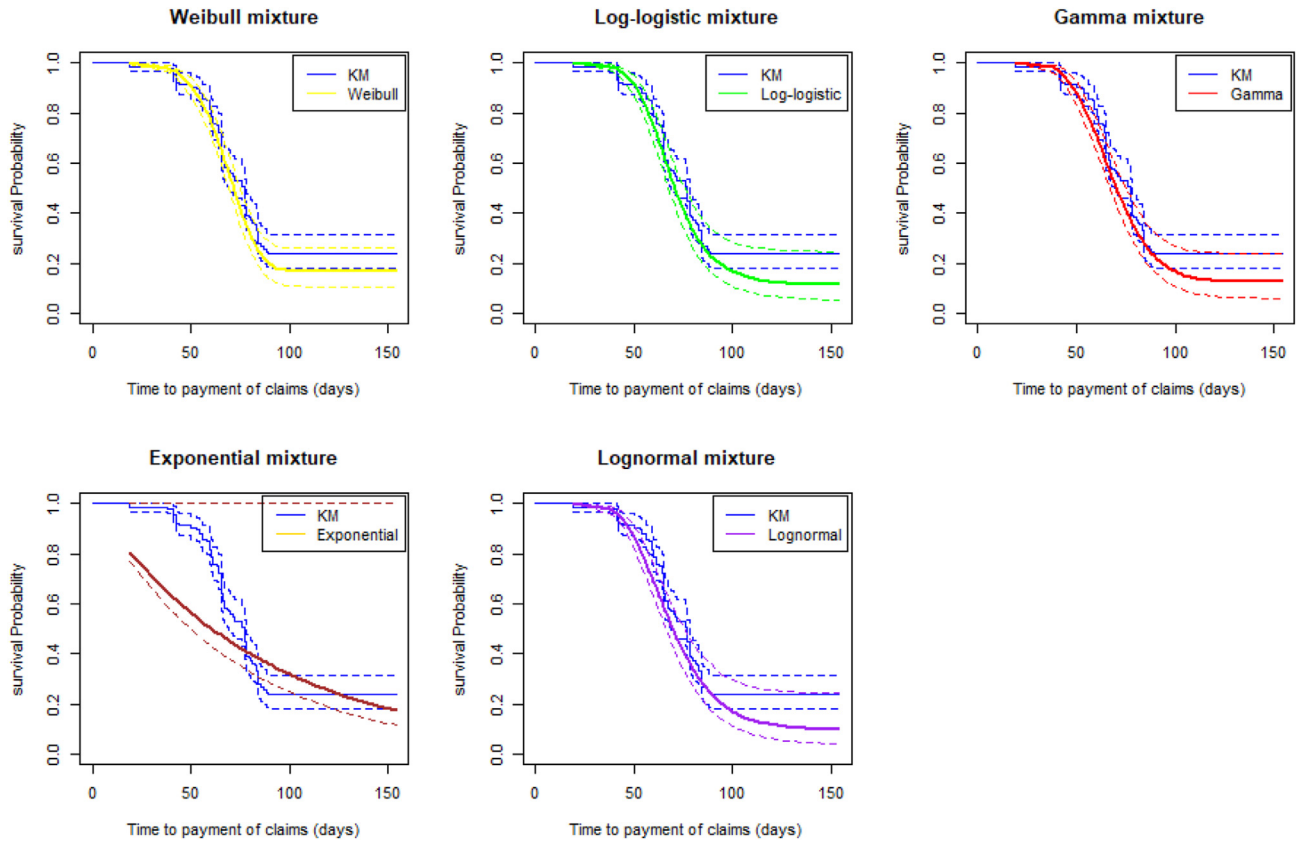 Weibull mixture
survival Probability
1.0
0.8
0.6
0.4
0.2
0.0
KM
Weibull
0 50 100 150
Time to payment of claims (days)
Log-logistic mixture
survival Probability
1.0
0.8
0.6
0.4
0.2
0.0
KM
Log-logistic
0 50 100 150
Time to payment of claims (days)
Gamma mixture
survival Probability
1.0
0.8
0.6
0.4
0.2
0.0
KM
Gamma
0 50 100 150
Time to payment of claims (days)
Exponential mixture
survival Probability
1.0
0.8
0.6
0.4
0.2
0.0
KM
Exponential
0 50 100 150
Time to payment of claims (days)
Lognormal mixture
survival Probability
1.0
0.8
0.6
0.4
0.2
0.0
KM
Lognormal
0 50 100 150
Time to payment of claims (days)